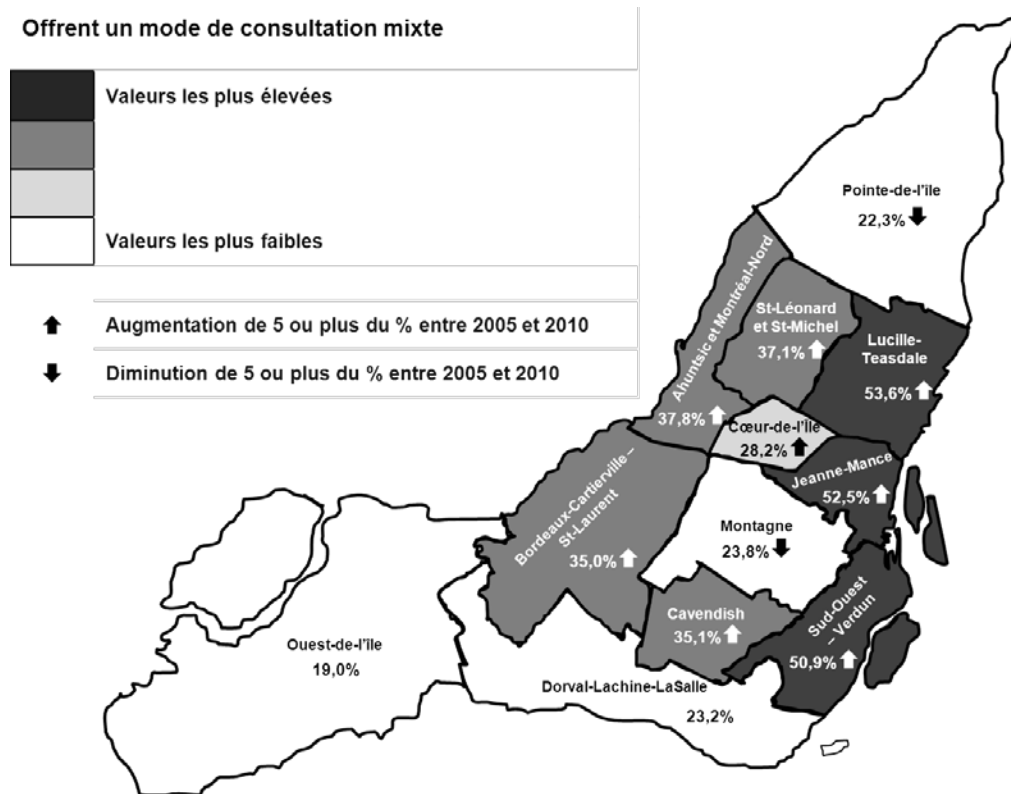 Offrent un mode de consultation mixte
Valeurs les plus élevées
Valeurs les plus faibles
Augmentation de 5 ou plus du % entre 2005 et 2010
Diminution de 5 ou plus du % entre 2005 et 2010
Pointe-de-l'île
22,3%
Ahuntsic et Montréal-Nord
37,8%
St-Léonard
et St-Michel
37,1%
Lucille-
Teasdale
53,6%
Cœur-de-l'Île
28,2%
Jeanne-Mance
52,5%
Bordeaux-Cartierville –
St-Laurent
35,0%
Montagne
23,8%
Cavendish
35,1%
Sud-Ouest
– Verdun
50,9%
Ouest-de-l'île
19,0%
Dorval-Lachine-LaSalle
23,2%